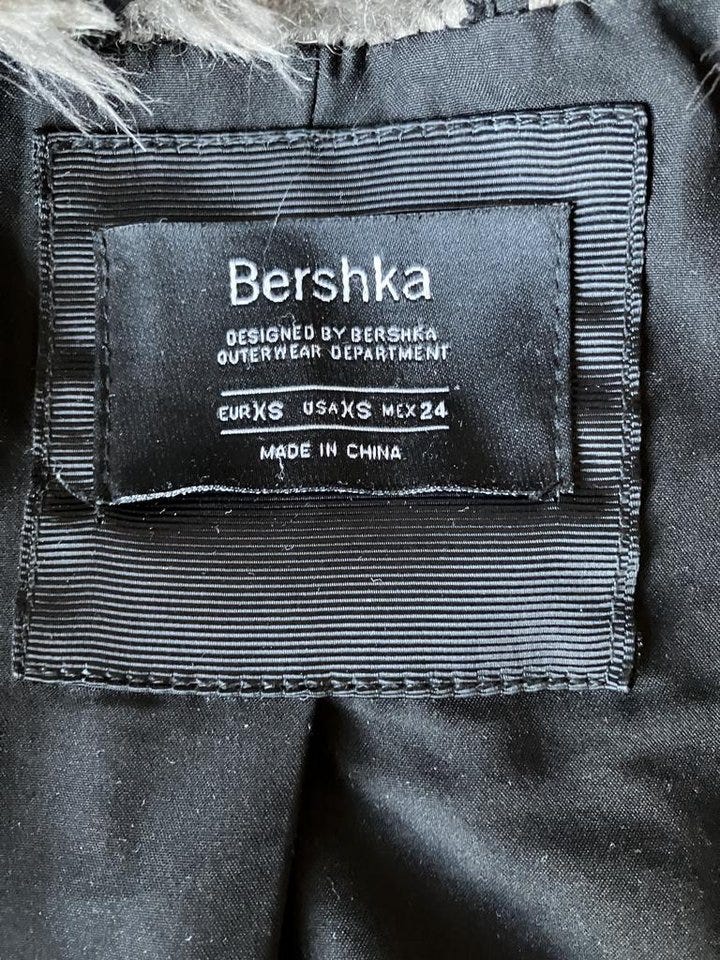 Bershka
DESIGNED BY BERSHKA
OUTERWEAR DEPARTMENT
EUR XS USA XS MEX 24
MADE IN CHINA